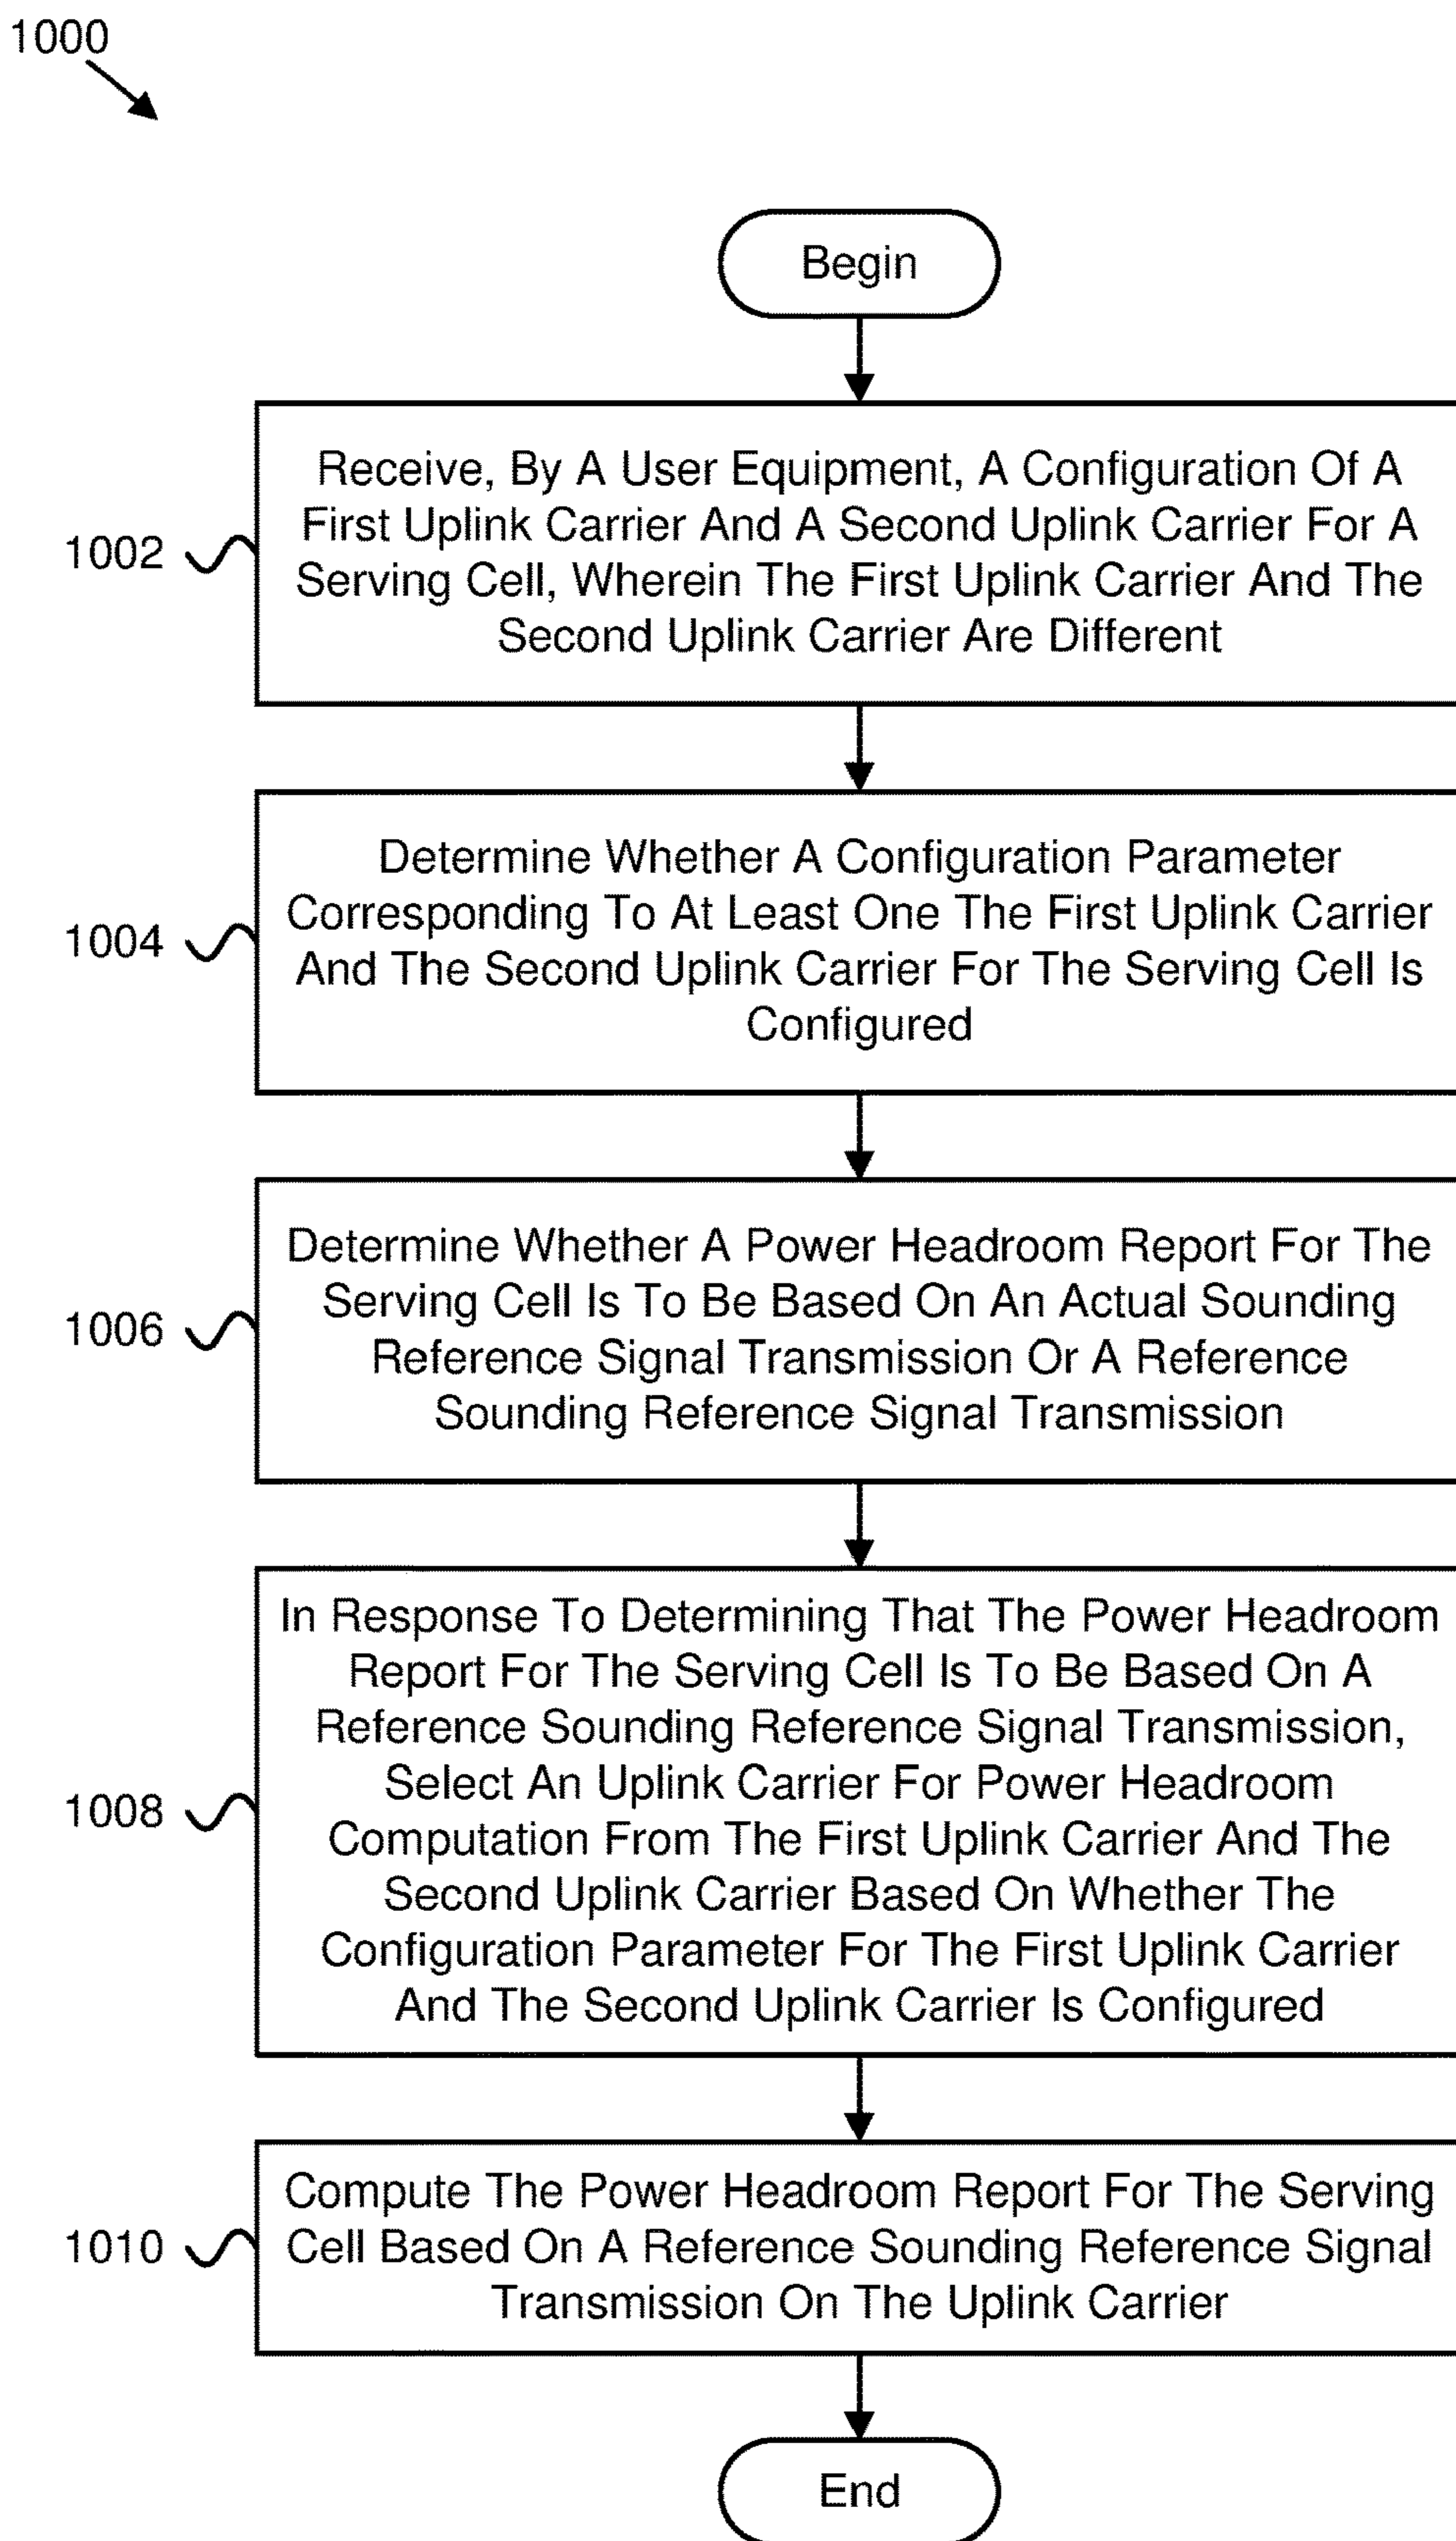 1000
Begin
1002
Receive, By A User Equipment, A Configuration Of A
First Uplink Carrier And A Second Uplink Carrier For A
Serving Cell, Wherein The First Uplink Carrier And The
Second Uplink Carrier Are Different
1004
Determine Whether A Configuration Parameter
Corresponding To At Least One The First Uplink Carrier
And The Second Uplink Carrier For The Serving Cell Is
Configured
1006
Determine Whether A Power Headroom Report For The
Serving Cell Is To Be Based On An Actual Sounding
Reference Signal Transmission Or A Reference
Sounding Reference Signal Transmission
1008
In Response To Determining That The Power Headroom
Report For The Serving Cell Is To Be Based On A
Reference Sounding Reference Signal Transmission,
Select An Uplink Carrier For Power Headroom
Computation From The First Uplink Carrier And The
Second Uplink Carrier Based On Whether The
Configuration Parameter For The First Uplink Carrier
And The Second Uplink Carrier Is Configured
1010
Compute The Power Headroom Report For The Serving
Cell Based On A Reference Sounding Reference Signal
Transmission On The Uplink Carrier
End